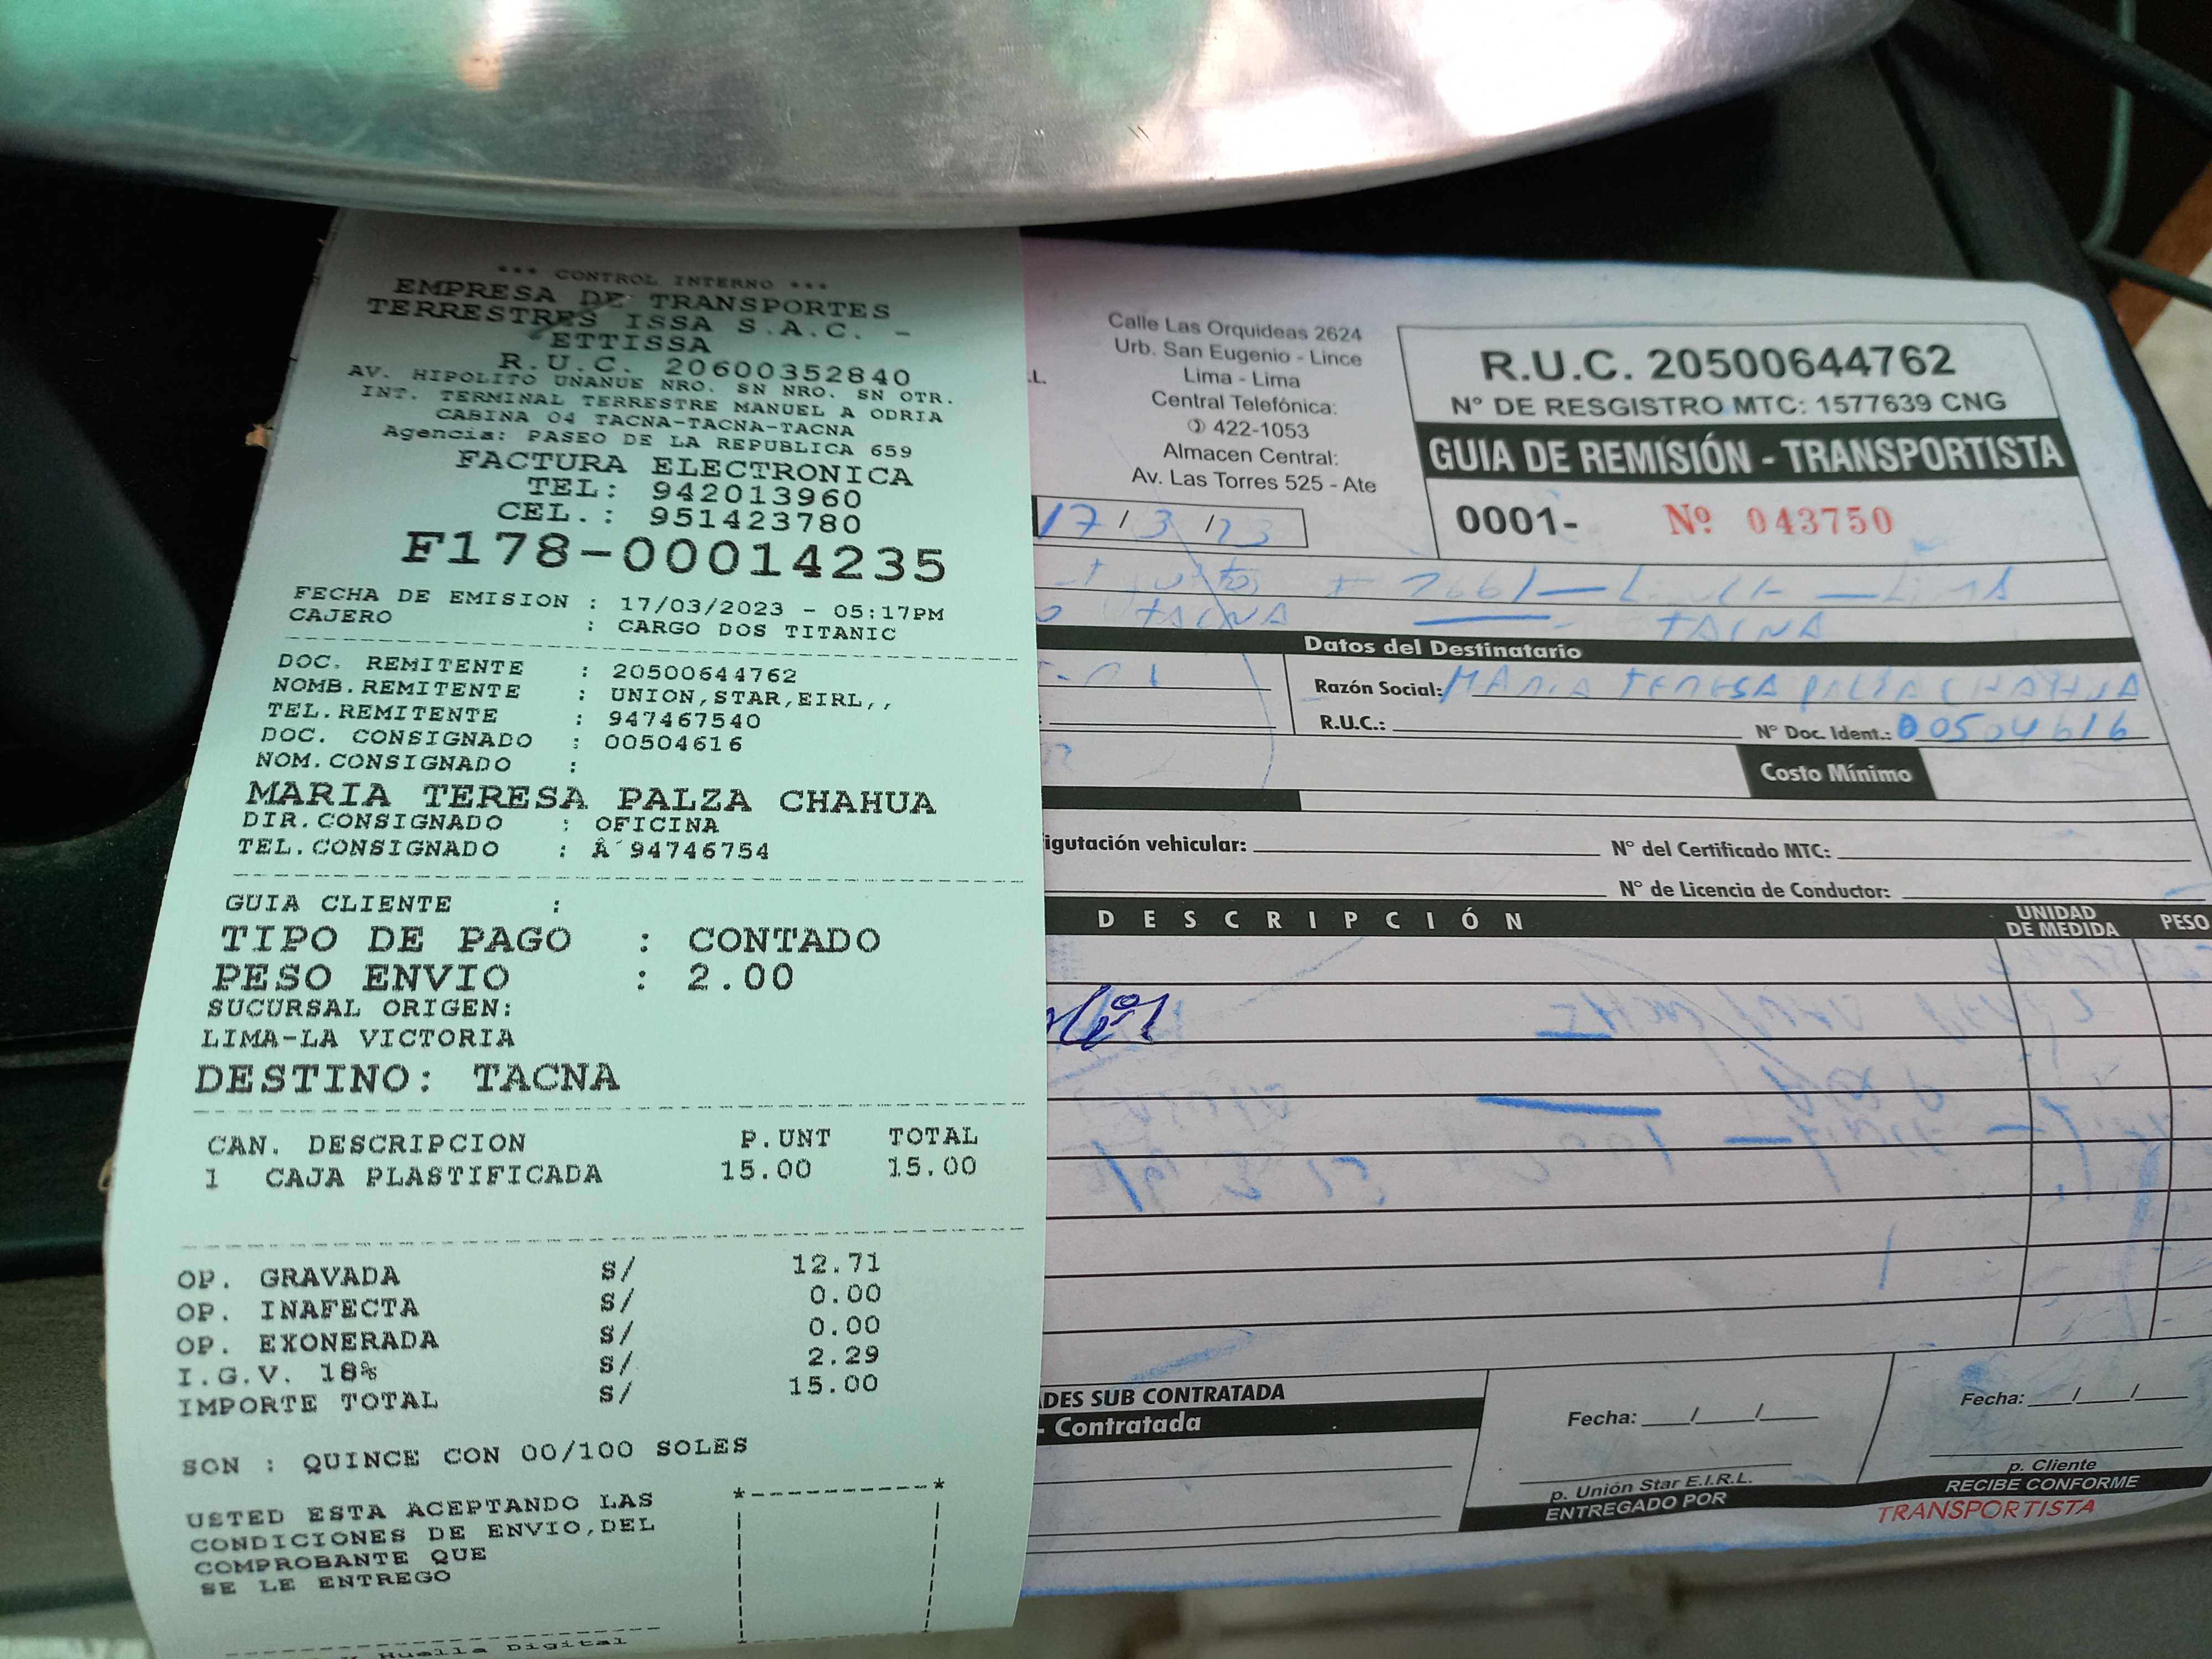 *** CONTROL INTERNO ***
EMPRESA DE TRANSPORTES
TERRESTRES ISSA S.A.C. -
ETTISSA
R.U.C. 20600352840
AV. HIPOLITO UNANUE NRO. SN NRO. SN OTR.
INT. TERMINAL TERRESTRE MANUEL A ODRIA
CABINA 04 TACNA-TACNA-TACNA
Agencia: PASEO DE LA REPUBLICA 659
FACTURA ELECTRONICA
TEL: 942013960
CEL.: 951423780
F178-00014235
FECHA DE EMISION : 17/03/2023 - 05:17PM
CAJERO : CARGO DOS TITANIC
DOC. REMITENTE : 20500644762
NOMB.REMITENTE : UNION,STAR,EIRL,,
TEL.REMITENTE : 947467540
DOC. CONSIGNADO : 00504616
NOM.CONSIGNADO :
MARIA TERESA PALZA CHAHUA
DIR.CONSIGNADO : OFICINA
TEL.CONSIGNADO : Â´94746754
GUIA CLIENTE :
TIPO DE PAGO : CONTADO
PESO ENVIO : 2.00
SUCURSAL ORIGEN:
LIMA-LA VICTORIA
DESTINO: TACNA
CAN. DESCRIPCION P.UNT TOTAL
1 CAJA PLASTIFICADA 15.00 15.00
OP. GRAVADA S/ 12.71
OP. INAFECTA S/ 0.00
OP. EXONERADA S/ 0.00
I.G.V. 18% S/ 2.29
IMPORTE TOTAL S/ 15.00
SON : QUINCE CON 00/100 SOLES
USTED ESTA ACEPTANDO LAS
CONDICIONES DE ENVIO,DEL
COMPROBANTE QUE
SE LE ENTREGO
Huella Digital
Calle Las Orquideas 2624
Urb. San Eugenio - Lince
Lima - Lima
Central Telefónica:
422-1053
Almacen Central:
Av. Las Torres 525 - Ate
R.U.C. 20500644762
N° DE RESGISTRO MTC: 1577639 CNG
GUIA DE REMISIÓN - TRANSPORTISTA
0001- Nº 043750
17 / 3 / 23
TACNA TACNA
Datos del Destinatario
Razón Social: MARIA TERESA PALZA CHAHUA
R.U.C.: N° Doc. Ident.: 00504616
Costo Mínimo
igutación vehicular: N° del Certificado MTC:
N° de Licencia de Conductor:
DESCRIPCIÓN UNIDAD DE MEDIDA PESO
DES SUB CONTRATADA
- Contratada
Fecha: / / Fecha: / /
p. Unión Star E.I.R.L. p. Cliente
ENTREGADO POR RECIBE CONFORME
TRANSPORTISTA